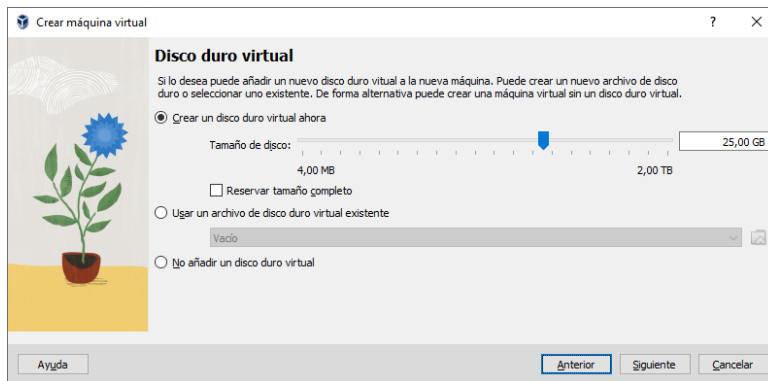 Crear máquina virtual
?
Disco duro virtual
Si lo desea puede añadir un nuevo disco duro vitual a la nueva máquina. Puede crear un nuevo archivo de disco
duro o seleccionar uno existente. De forma alternativa puede crear una máquina virtual sin un disco duro virtual.
Crear un disco duro virtual ahora
Tamaño de disco:
25,00 GB
4,00 MB
2,00 TB
Reservar tamaño completo
Usar un archivo de disco duro virtual existente
Vacío
No añadir un disco duro virtual
Ayuda
Anterior
Siguiente
Cancelar